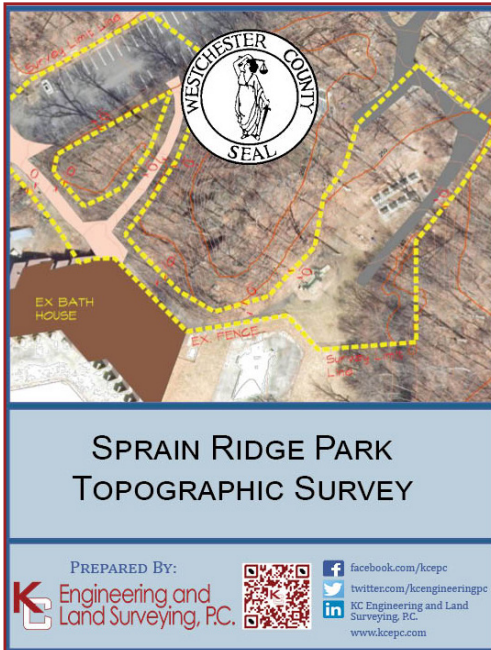 WESTCHESTER COUNTY
SEAL
EX BATH
HOUSE
EX. FENCE
SPRAIN RIDGE PARK
TOPOGRAPHIC SURVEY
PREPARED BY:
KC
Engineering and
Land Surveying, P.C.
facebook.com/kcepc
twitter.com/kcengineeringpc
KC Engineering and Land
Surveying, P.C.
www.kcepc.com